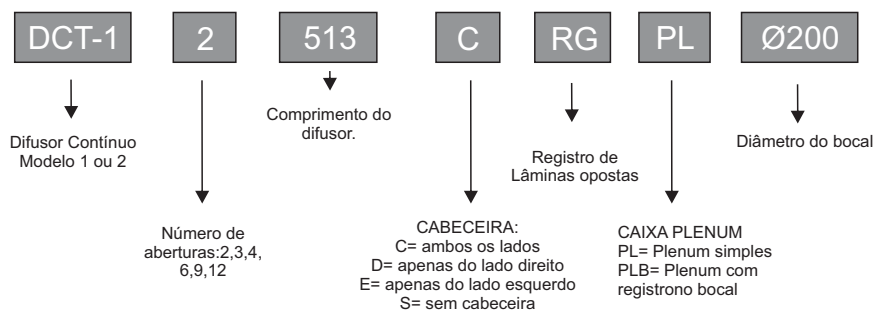 DCT-1 2 513 C RG PL Ø200
Difusor Contínuo
Modelo 1 ou 2
Número de
aberturas:2,3,4,
6,9,12
Comprimento do
difusor.
CABECEIRA:
C= ambos os lados
D= apenas do lado direito
E= apenas do lado esquerdo
S= sem cabeceira
Registro de
Lâminas opostas
CAIXA PLENUM
PL= Plenum simples
PLB= Plenum com
registrono bocal
Diâmetro do bocal